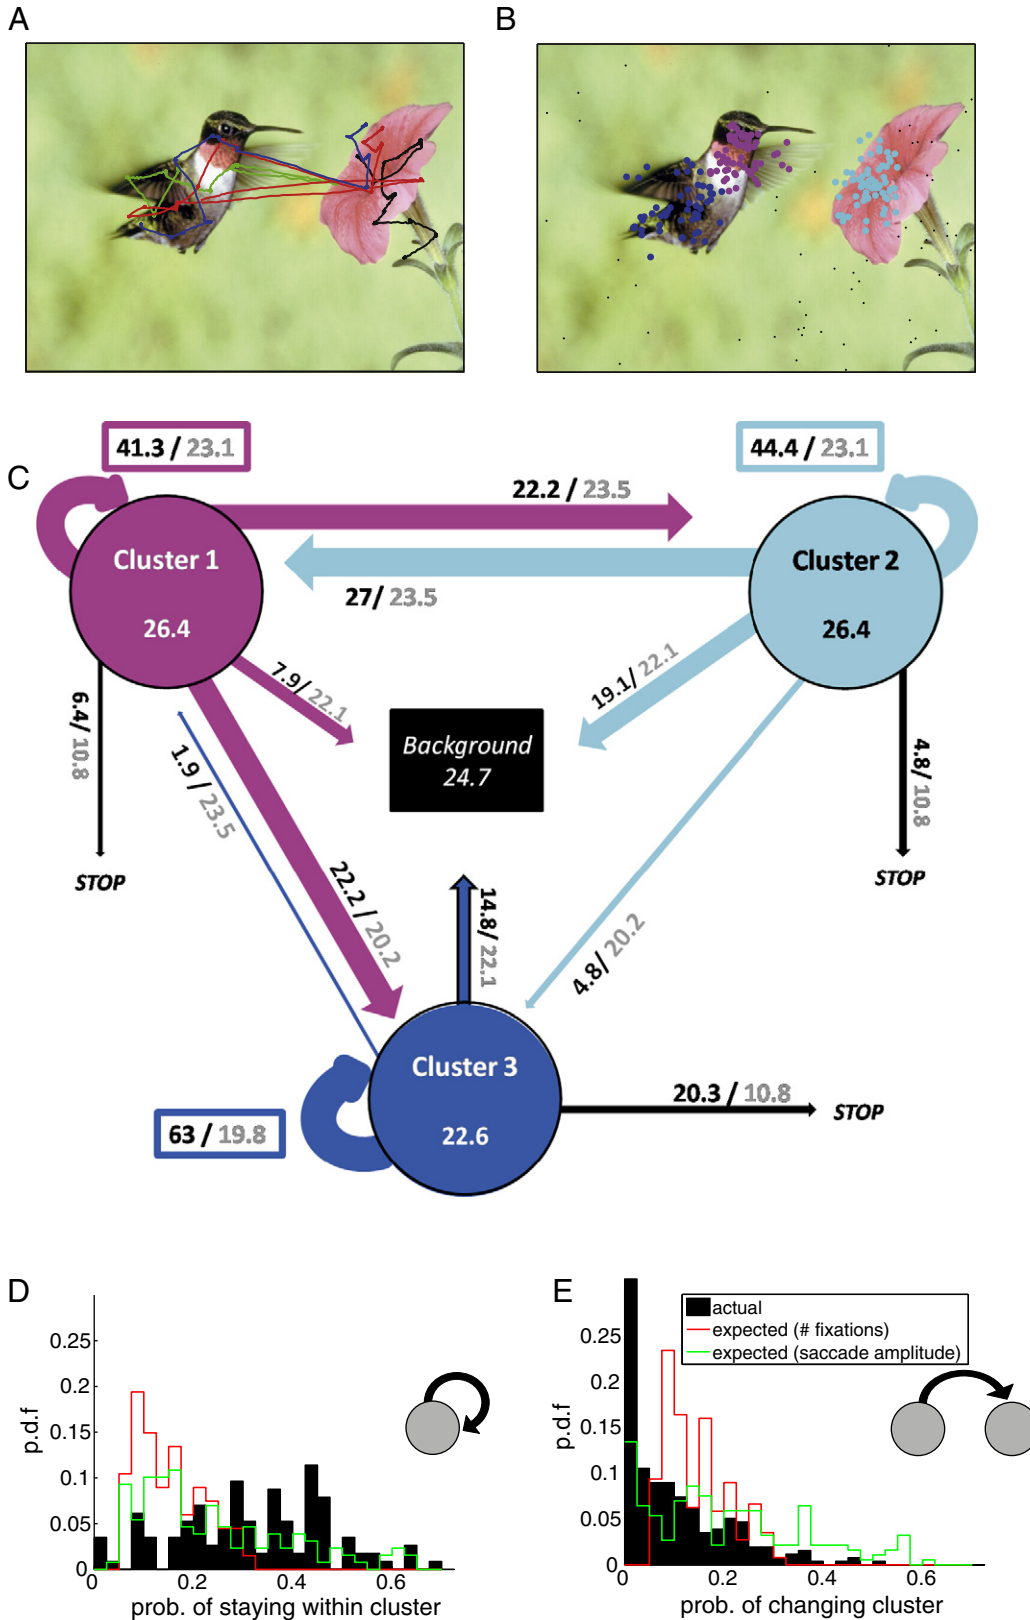 A
B
C
41.3 / 23.1
44.4 / 23.1
22.2 / 23.5
Cluster 1
26.4
Cluster 2
26.4
27/ 23.5
7.9/ 22.1
19.1/ 22.1
6.4/ 10.8
Background
24.7
4.8/ 10.8
1.9 / 23.5
STOP
STOP
22.2 / 20.2
14.8/ 22.1
4.8/ 20.2
Cluster 3
22.6
63 / 19.8
20.3 / 10.8
STOP
D
0.25
0.2
0.15
0.1
0.05
0
p.d.f
0
0.2
0.4
0.6
prob. of staying within cluster
E
actual
expected (# fixations)
expected (saccade amplitude)
0.25
0.2
0.15
0.1
0.05
0
p.d.f
0
0.2
0.4
0.6
prob. of changing cluster